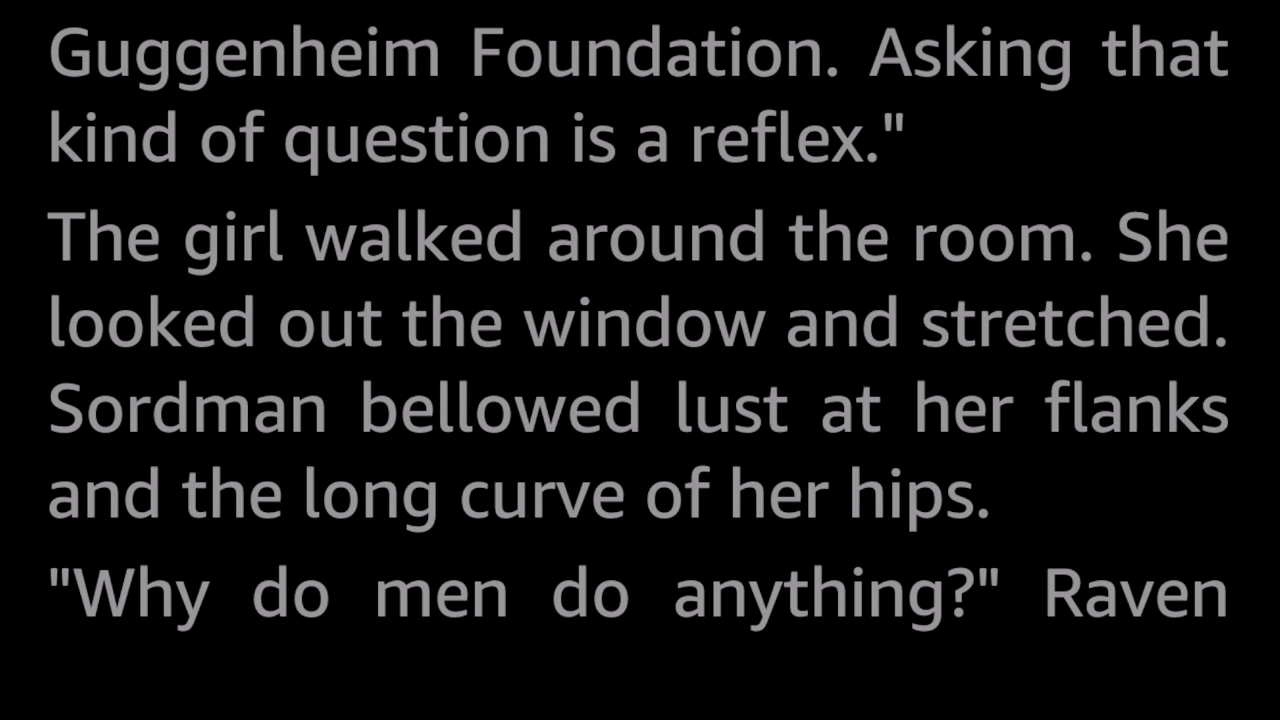 Guggenheim Foundation. Asking that
kind of question is a reflex."
The girl walked around the room. She
looked out the window and stretched.
Sordman bellowed lust at her flanks
and the long curve of her hips.
"Why do men do anything?" Raven